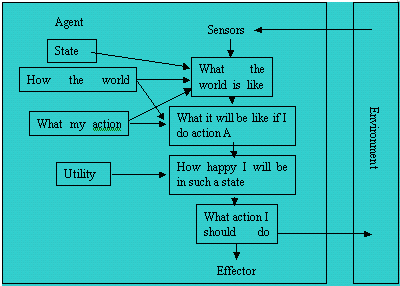 Agent
Sensors
State
How the world
What my action
What the
world is like
What it will be like if I
do action A
Utility
How happy I will be
in such a state
What action I
should do
Effector
Environment